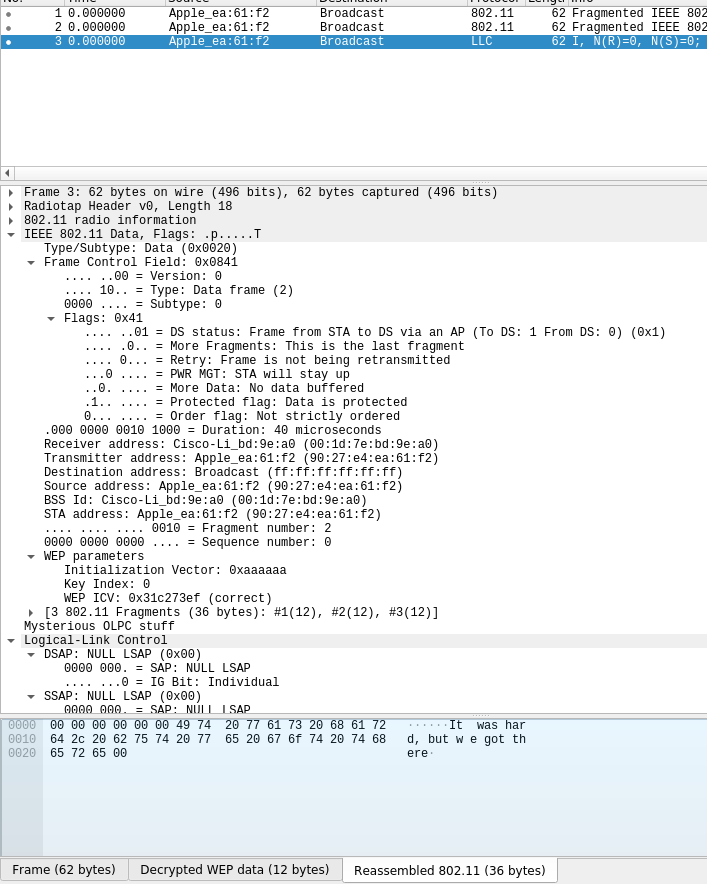 No. Time Source Destination Protocol Length Info
1 0.000000 Apple_ea:61:f2 Broadcast 802.11 62 Fragmented IEEE 802
2 0.000000 Apple_ea:61:f2 Broadcast 802.11 62 Fragmented IEEE 802
3 0.000000 Apple_ea:61:f2 Broadcast LLC 62 I, N(R)=0, N(S)=0;
Frame 3: 62 bytes on wire (496 bits), 62 bytes captured (496 bits)
Radiotap Header v0, Length 18
802.11 radio information
IEEE 802.11 Data, Flags: .p.....T
Type/Subtype: Data (0x0020)
Frame Control Field: 0x0841
.... ..00 = Version: 0
.... 10.. = Type: Data frame (2)
0000 .... = Subtype: 0
Flags: 0x41
.... ..01 = DS status: Frame from STA to DS via an AP (To DS: 1 From DS: 0) (0x1)
.... .0.. = More Fragments: This is the last fragment
.... 0... = Retry: Frame is not being retransmitted
...0 .... = PWR MGT: STA will stay up
..0. .... = More Data: No data buffered
.1.. .... = Protected flag: Data is protected
0... .... = Order flag: Not strictly ordered
.000 0000 0010 1000 = Duration: 40 microseconds
Receiver address: Cisco-Li_bd:9e:a0 (00:1d:7e:bd:9e:a0)
Transmitter address: Apple_ea:61:f2 (90:27:e4:ea:61:f2)
Destination address: Broadcast (ff:ff:ff:ff:ff:ff)
Source address: Apple_ea:61:f2 (90:27:e4:ea:61:f2)
BSS Id: Cisco-Li_bd:9e:a0 (00:1d:7e:bd:9e:a0)
STA address: Apple_ea:61:f2 (90:27:e4:ea:61:f2)
.... .... .... 0010 = Fragment number: 2
0000 0000 0000 .... = Sequence number: 0
WEP parameters
Initialization Vector: 0xaaaaaa
Key Index: 0
WEP ICV: 0x31c273ef (correct)
[3 802.11 Fragments (36 bytes): #1(12), #2(12), #3(12)]
Mysterious OLPC stuff
Logical-Link Control
DSAP: NULL LSAP (0x00)
0000 000. = SAP: NULL LSAP
.... ...0 = IG Bit: Individual
SSAP: NULL LSAP (0x00)
0000 000. = SAP: NULL LSAP
0000 00 00 00 00 00 00 49 74 20 77 61 73 20 68 61 72 ······It  was har
0010 64 2c 20 62 75 74 20 77 65 20 67 6f 74 20 74 68 d, but w e got th
0020 65 72 65 00 ere·
Frame (62 bytes) Decrypted WEP data (12 bytes) Reassembled 802.11 (36 bytes)